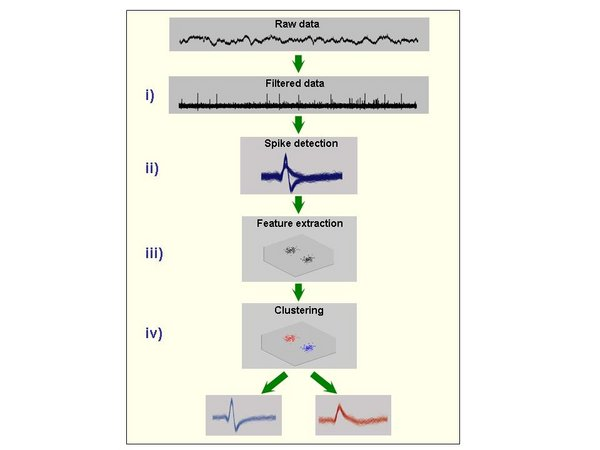 Raw data
i)
Filtered data
ii)
Spike detection
iii)
Feature extraction
iv)
Clustering